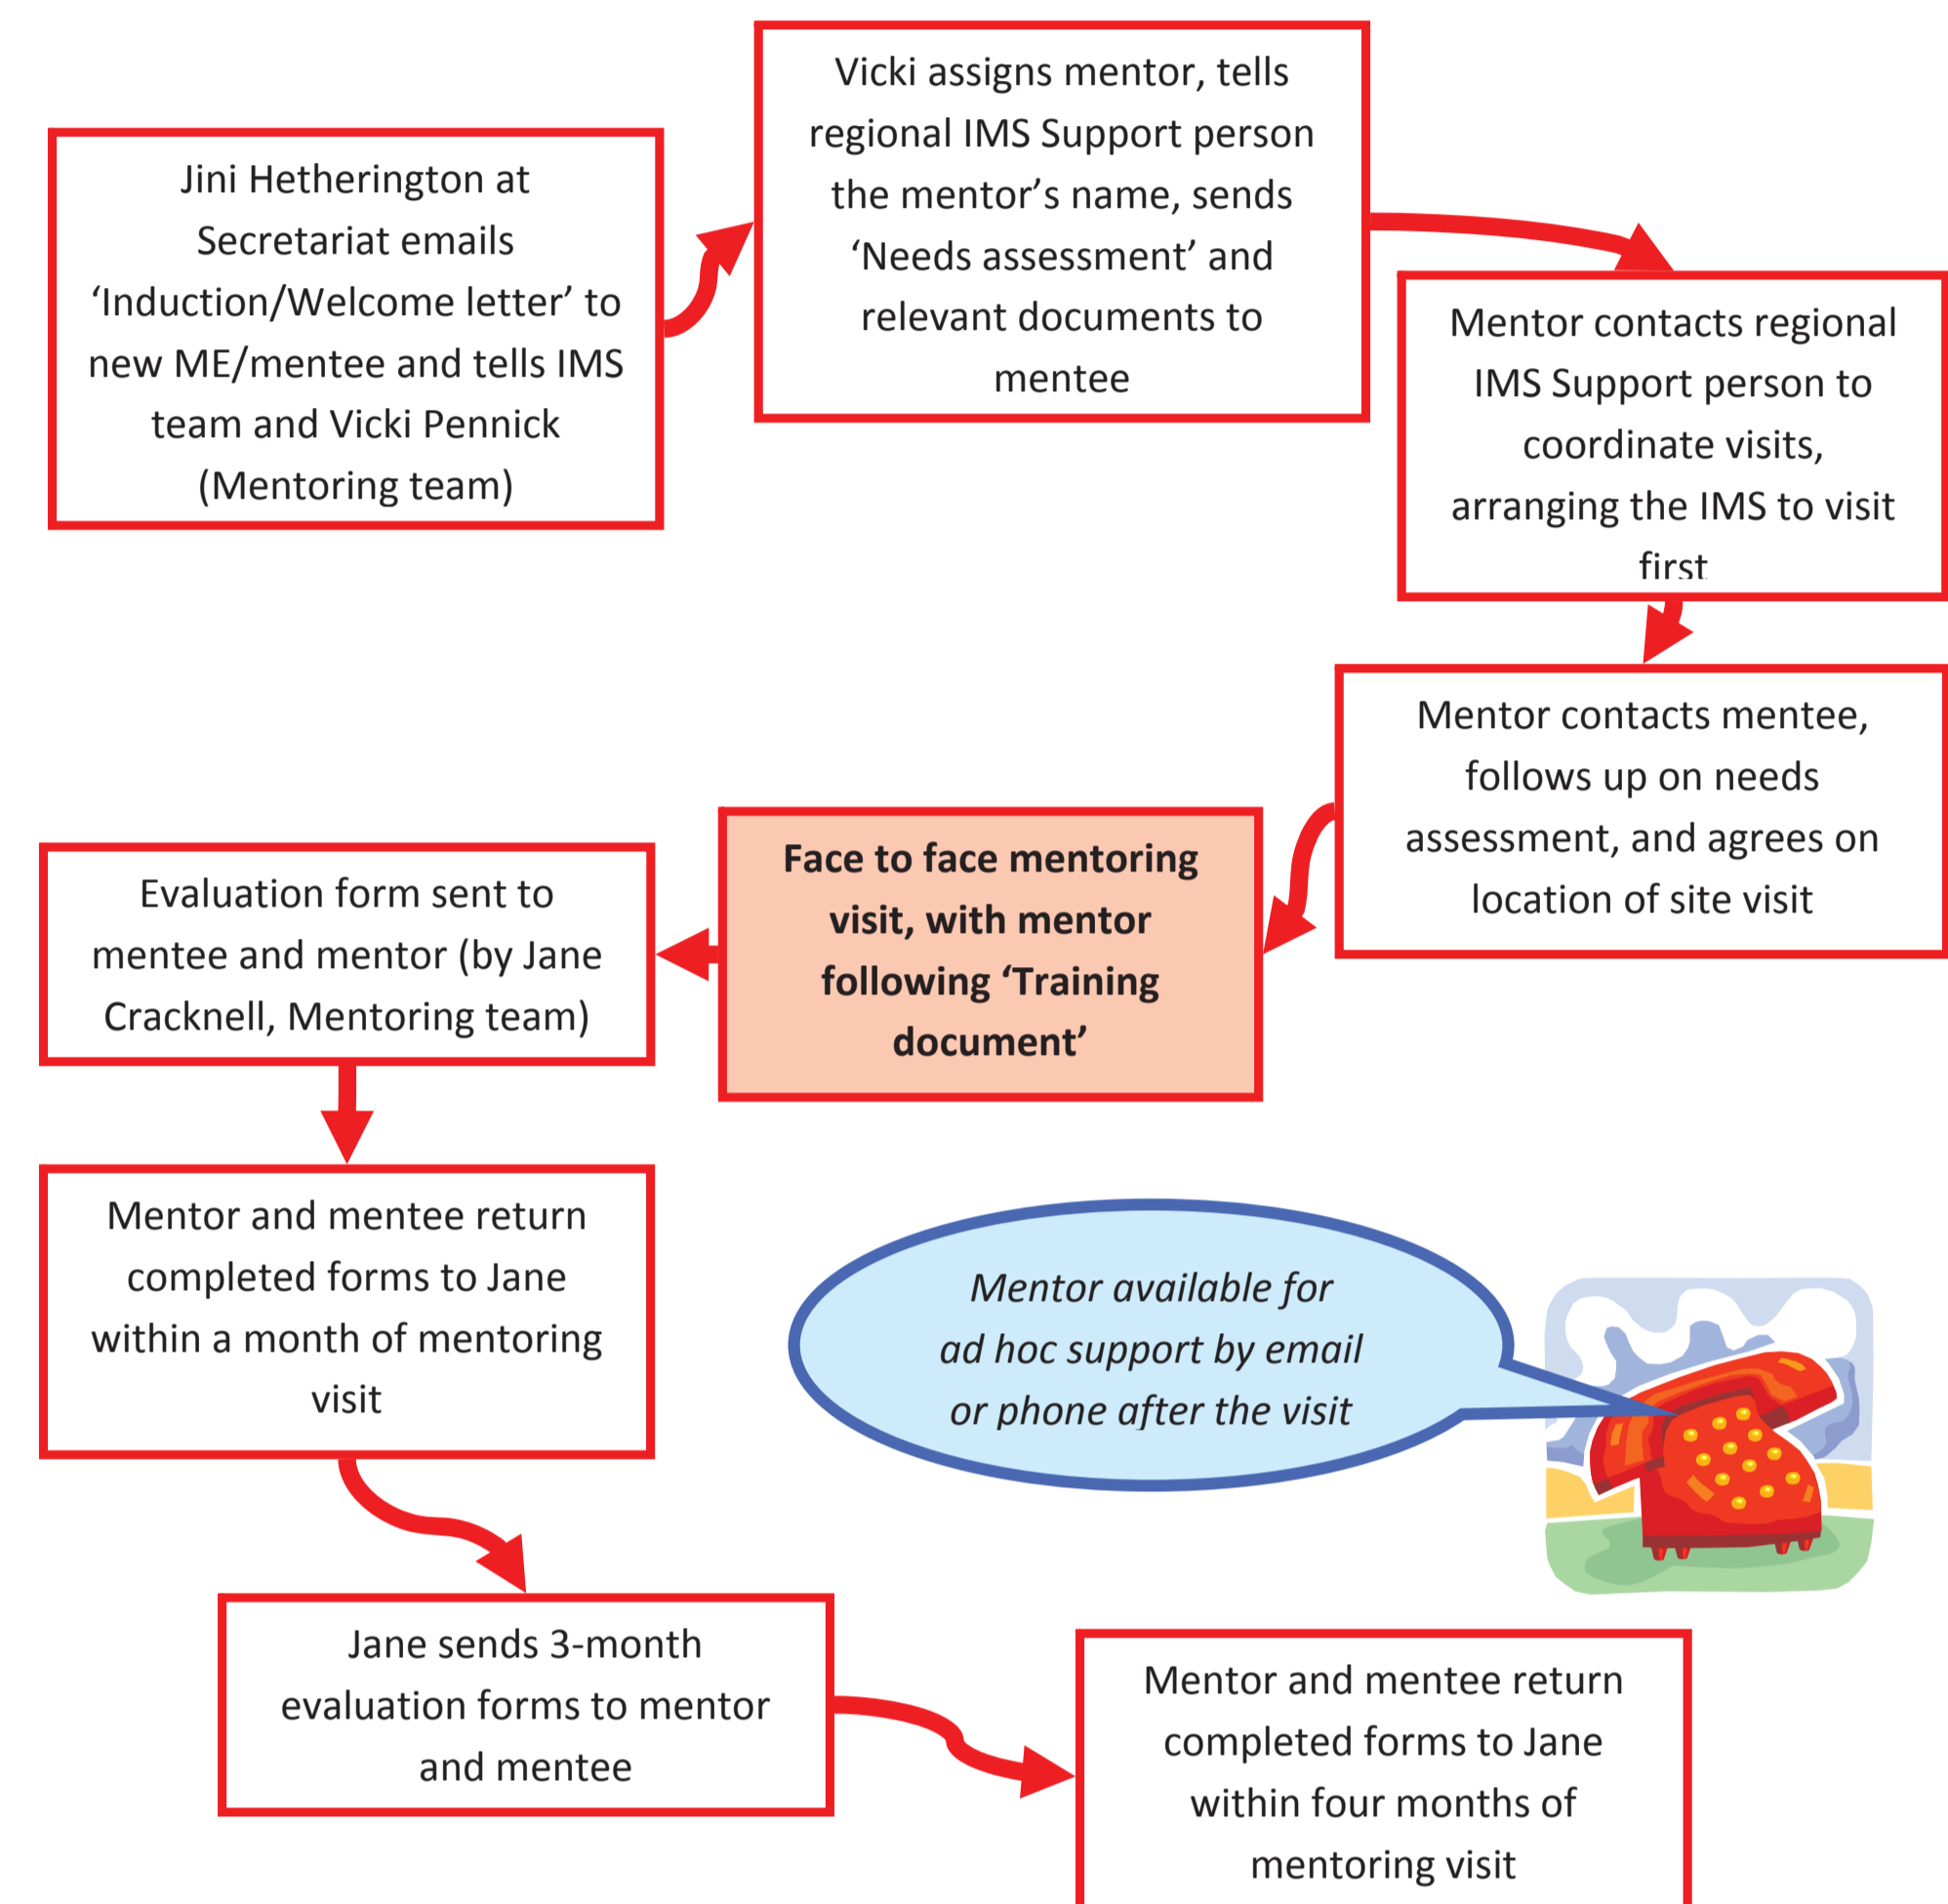 Jini Hetherington at
Secretariat emails
‘Induction/Welcome letter’ to
new ME/mentee and tells IMS
team and Vicki Pennick
(Mentoring team)
Vicki assigns mentor, tells
regional IMS Support person
the mentor’s name, sends
‘Needs assessment’ and
relevant documents to
mentee
Mentor contacts regional
IMS Support person to
coordinate visits,
arranging the IMS to visit
first
Mentor contacts mentee,
follows up on needs
assessment, and agrees on
location of site visit
Face to face mentoring
visit, with mentor
following ‘Training
document’
Evaluation form sent to
mentee and mentor (by Jane
Cracknell, Mentoring team)
Mentor and mentee return
completed forms to Jane
within a month of mentoring
visit
Mentor available for
ad hoc support by email
or phone after the visit
Jane sends 3-month
evaluation forms to mentor
and mentee
Mentor and mentee return
completed forms to Jane
within four months of
mentoring visit